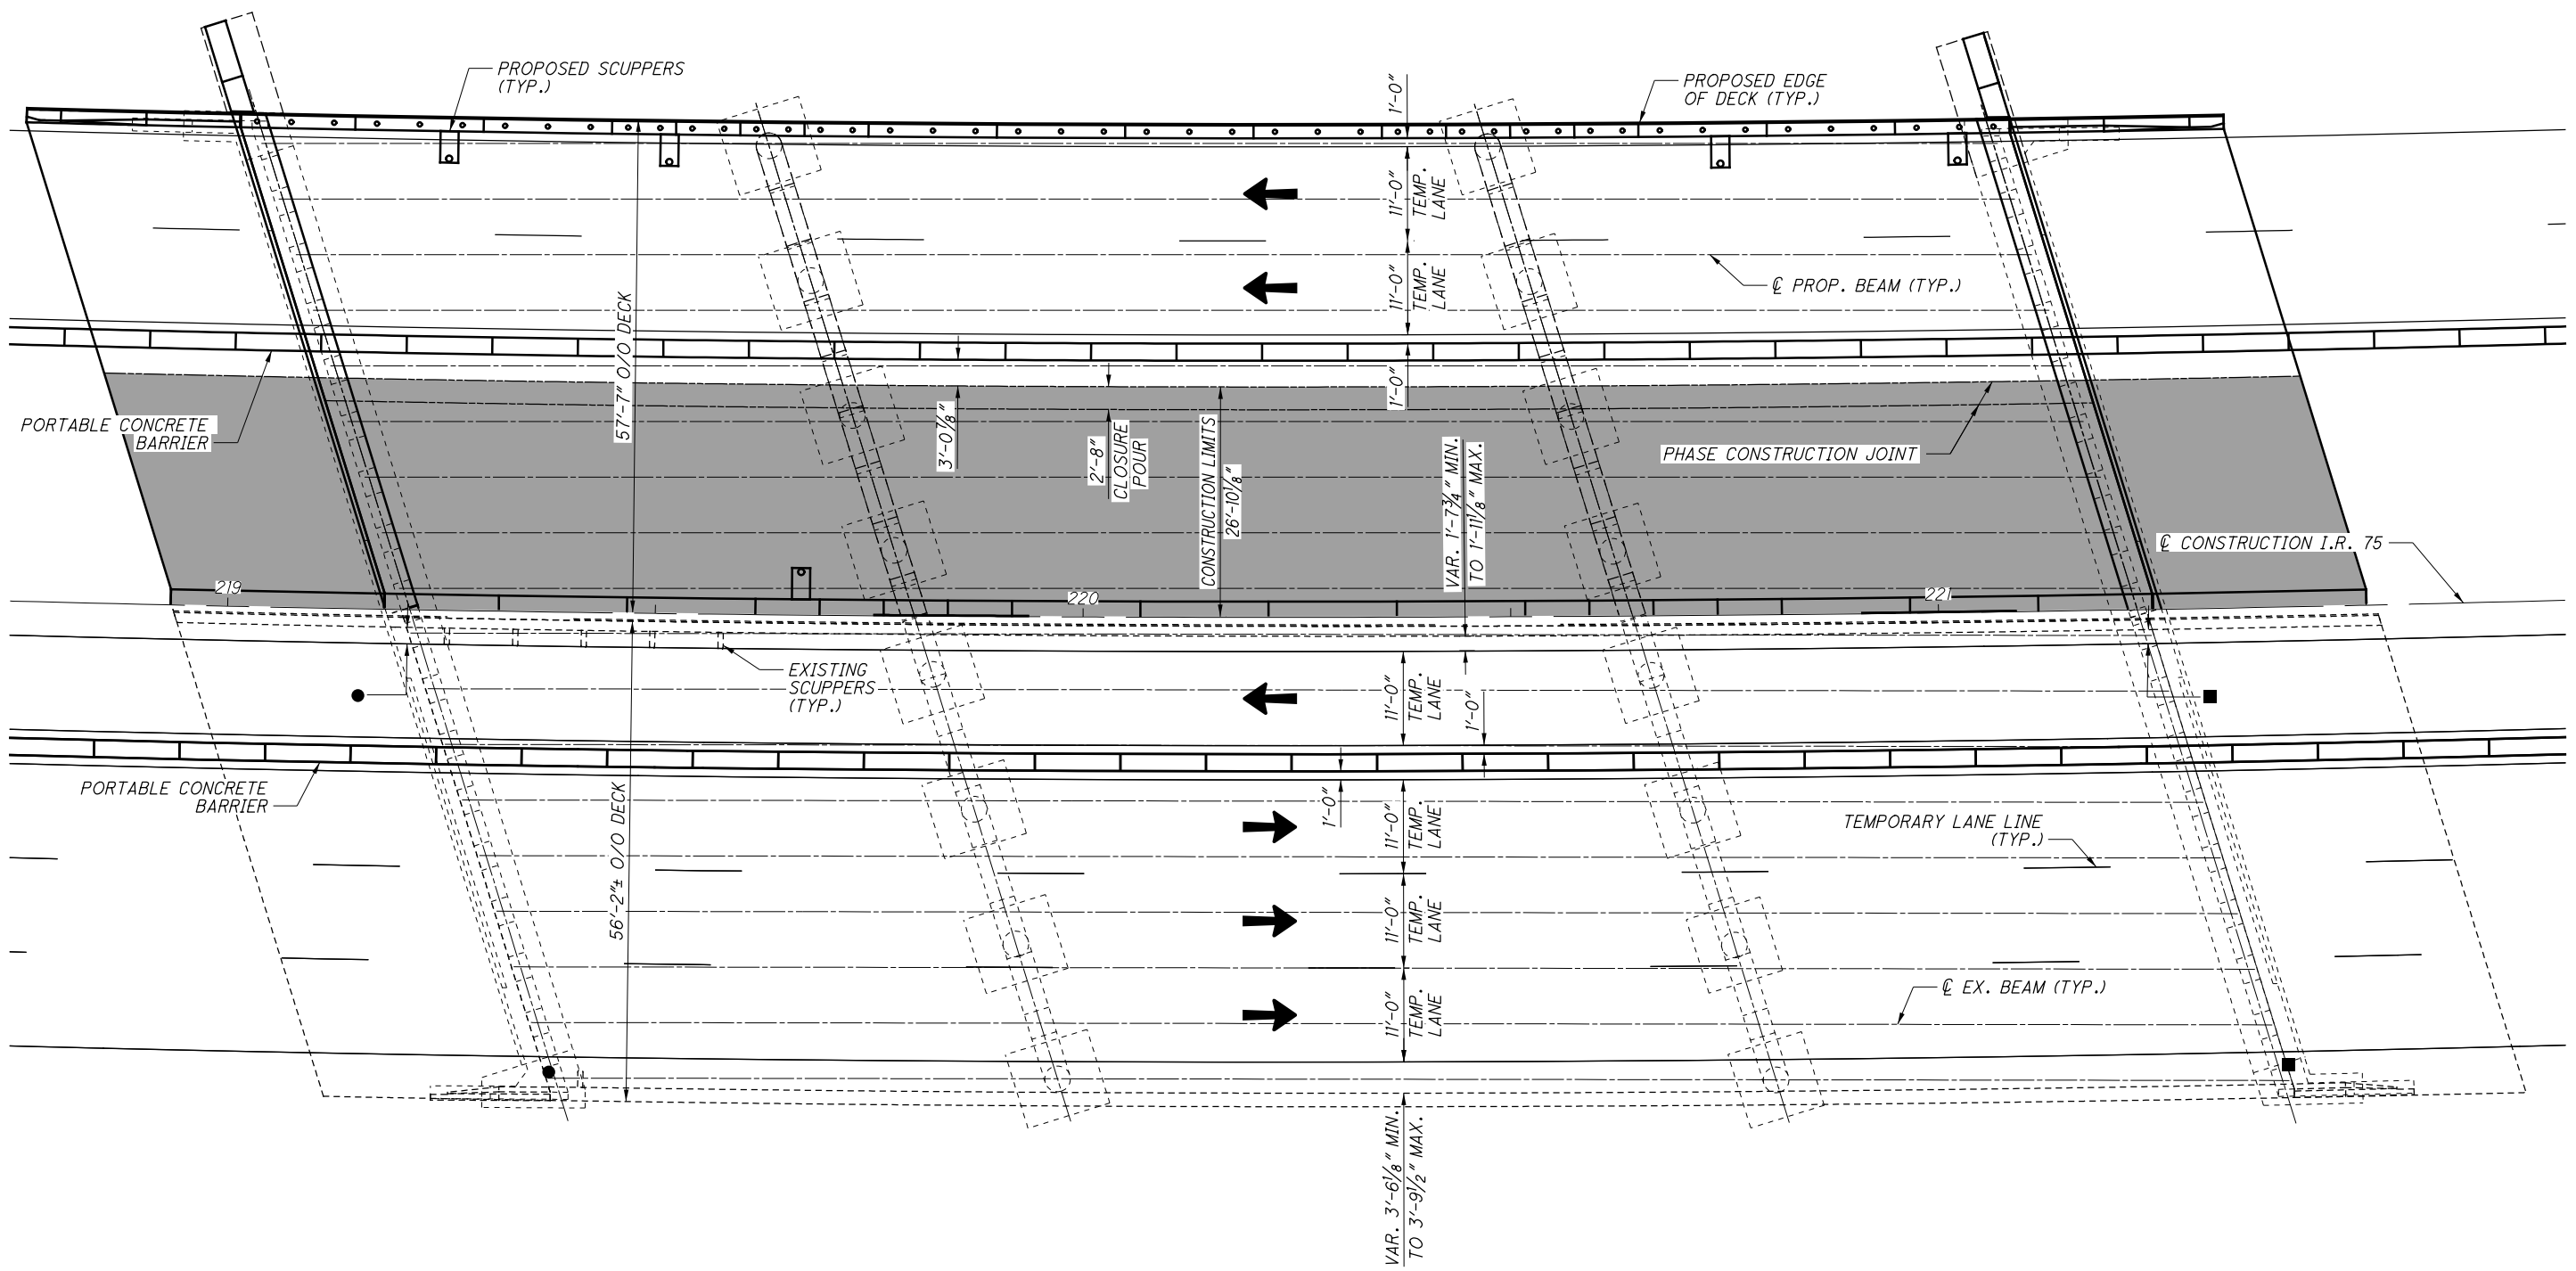 PROPOSED SCUPPERS
(TYP.)
1'-0"
PROPOSED EDGE
OF DECK (TYP.)
11'-0"
TEMP.
LANE
11'-0"
TEMP.
LANE
℄ PROP. BEAM (TYP.)
57'-7" O/O DECK
PORTABLE CONCRETE
BARRIER
3'-0⅞"
2'-8"
CLOSURE
POUR
CONSTRUCTION LIMITS
26'-10⅛"
1'-0"
VAR. 1'-7¾" MIN.
TO 1'-11⅛" MAX.
PHASE CONSTRUCTION JOINT
℄ CONSTRUCTION I.R. 75
219
220
221
EXISTING
SCUPPERS
(TYP.)
11'-0"
TEMP.
LANE
1'-0"
PORTABLE CONCRETE
BARRIER
56'-2"± O/O DECK
1'-0"
11'-0"
TEMP.
LANE
TEMPORARY LANE LINE
(TYP.)
11'-0"
TEMP.
LANE
11'-0"
TEMP.
LANE
℄ EX. BEAM (TYP.)
VAR. 3'-6⅛" MIN.
TO 3'-9½" MAX.